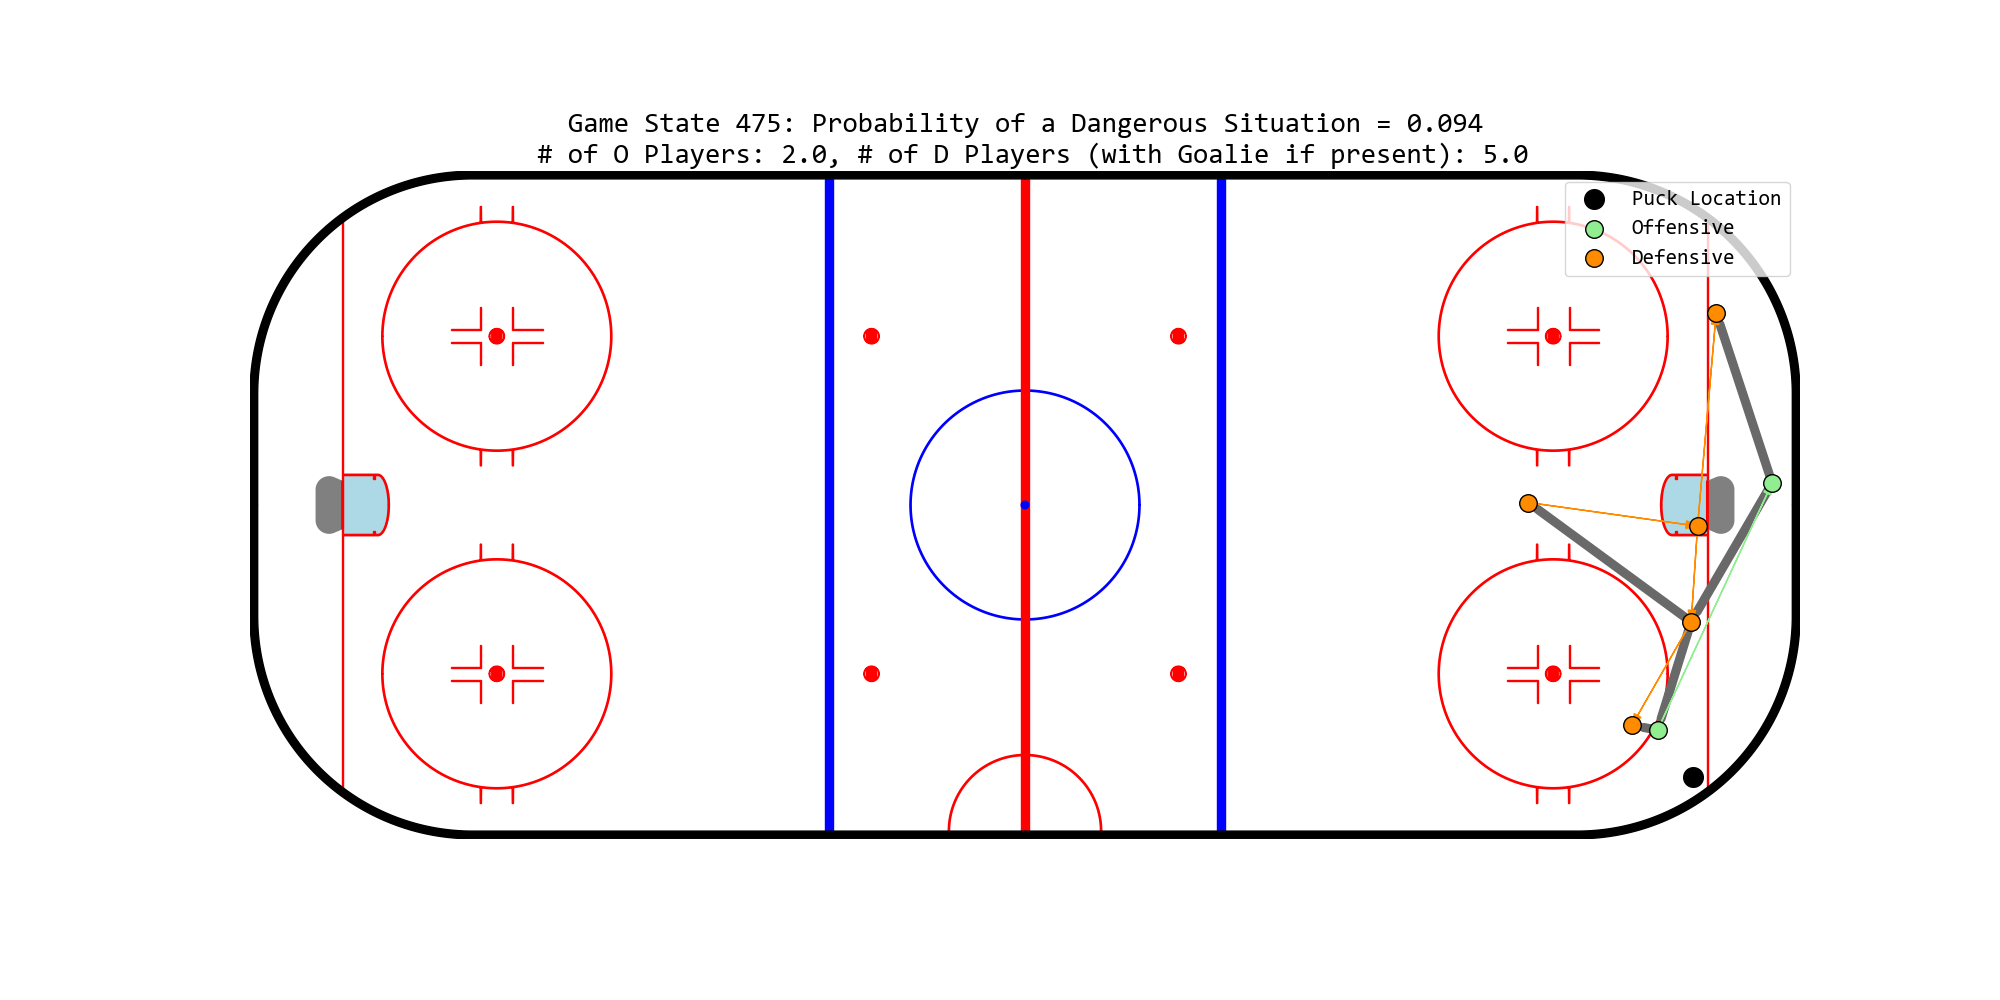 Game State 475: Probability of a Dangerous Situation = 0.094
# of O Players: 2.0, # of D Players (with Goalie if present): 5.0
Puck Location
Offensive
Defensive